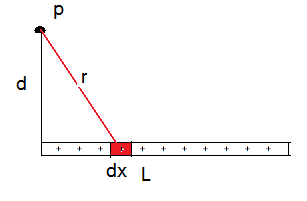 p
d
r
+ + + + + + + + + + +
dx L